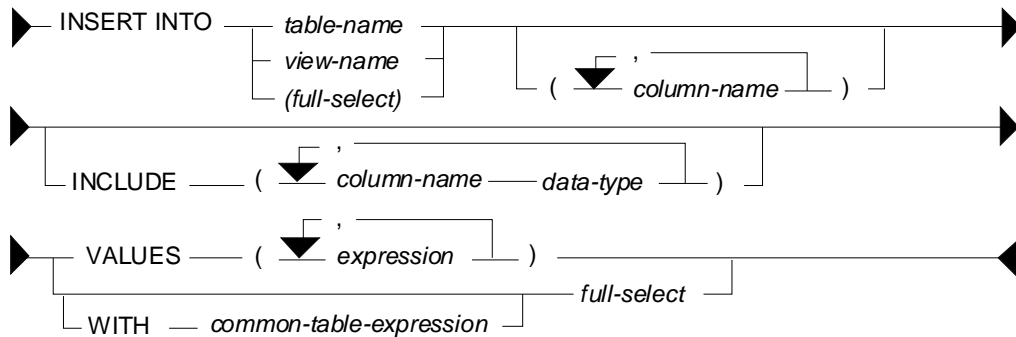 INSERT INTO table-name
view-name
(full-select)
,
( column-name )
,
INCLUDE ( column-name data-type )
,
VALUES ( expression )
full-select
WITH common-table-expression